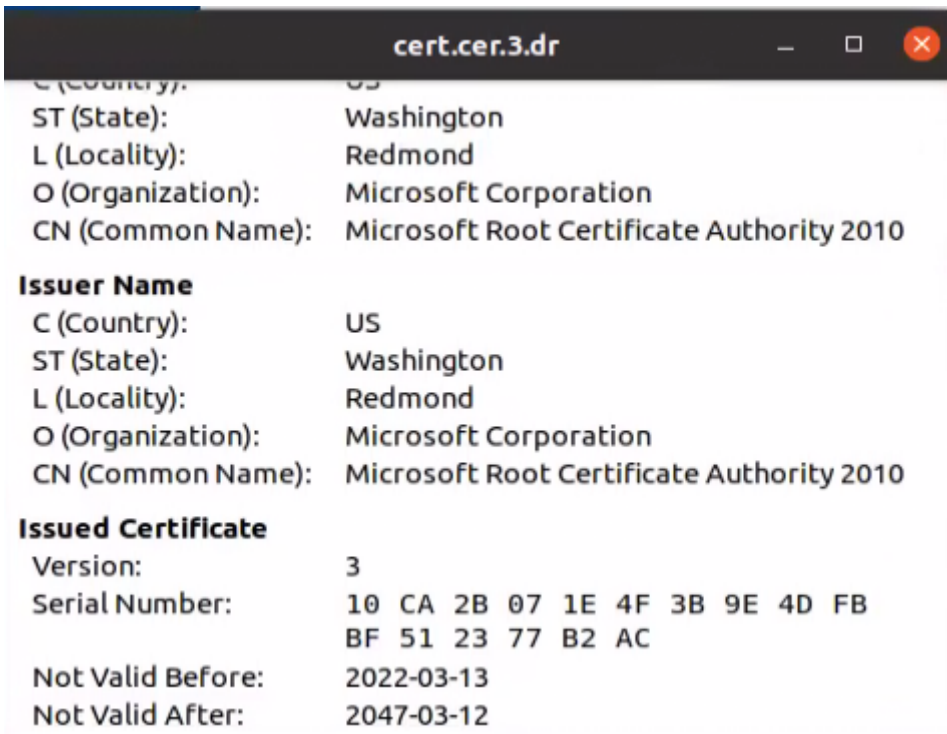 cert.cer.3.dr
C (Country): US
ST (State): Washington
L (Locality): Redmond
O (Organization): Microsoft Corporation
CN (Common Name): Microsoft Root Certificate Authority 2010
Issuer Name
C (Country): US
ST (State): Washington
L (Locality): Redmond
O (Organization): Microsoft Corporation
CN (Common Name): Microsoft Root Certificate Authority 2010
Issued Certificate
Version: 3
Serial Number: 10 CA 2B 07 1E 4F 3B 9E 4D FB
BF 51 23 77 B2 AC
Not Valid Before: 2022-03-13
Not Valid After: 2047-03-12